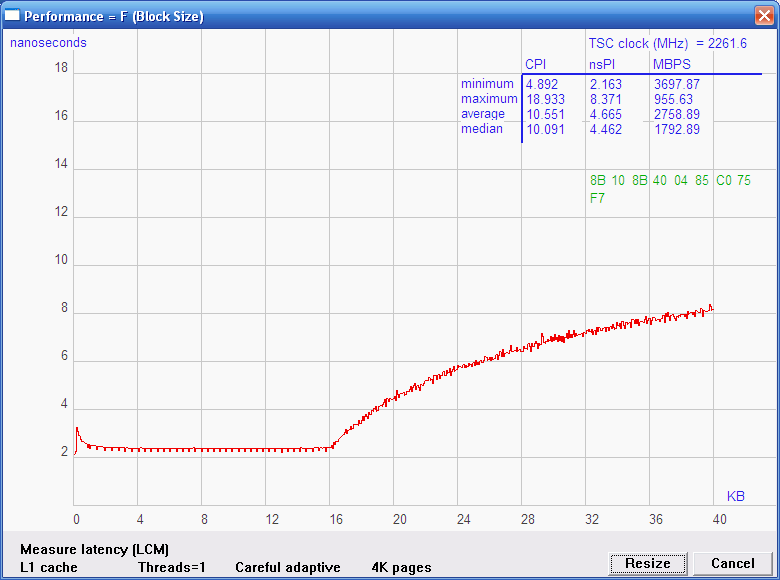 Performance = F (Block Size)
nanoseconds
TSC clock (MHz) = 2261.6
CPI nsPI MBPS
minimum 4.892 2.163 3697.87
maximum 18.933 8.371 955.63
average 10.551 4.665 2758.89
median 10.091 4.462 1792.89
8B 10 8B 40 04 85 C0 75
F7
18
16
14
12
10
8
6
4
2
KB
0 4 8 12 16 20 24 28 32 36 40
Measure latency (LCM)
L1 cache Threads=1 Careful adaptive 4K pages
Resize Cancel